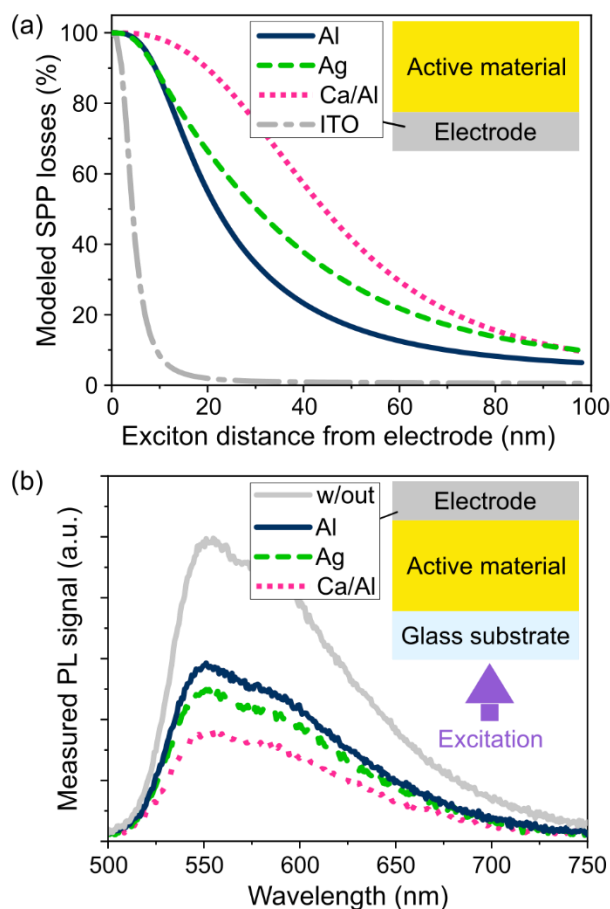 (a)
Modeled SPP losses (%)
100
80
60
40
20
0
Al
Ag
Ca/Al
ITO
Active material
Electrode
0 20 40 60 80 100
Exciton distance from electrode (nm)
(b)
Measured PL signal (a.u.)
w/out
Al
Ag
Ca/Al
Electrode
Active material
Glass substrate
Excitation
500 550 600 650 700 750
Wavelength (nm)